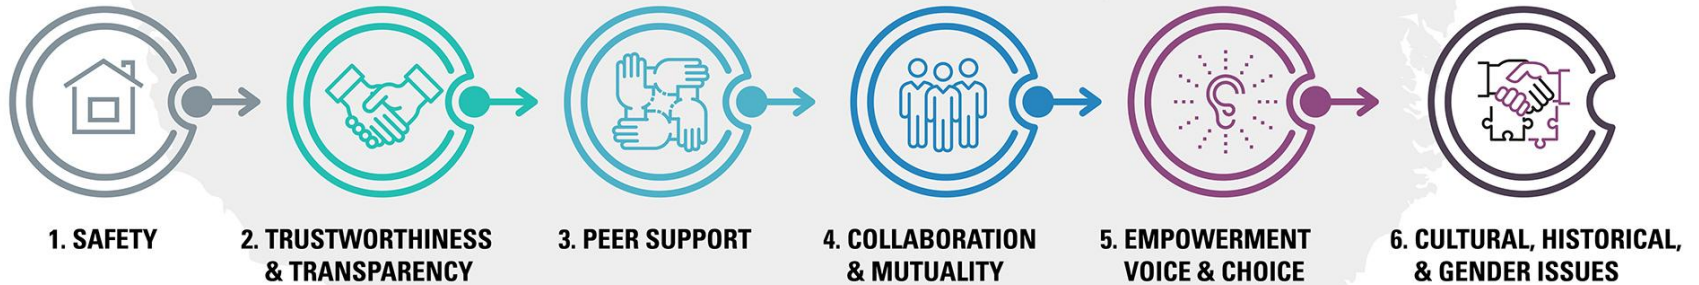 1. SAFETY
2. TRUSTWORTHINESS
& TRANSPARENCY
3. PEER SUPPORT
4. COLLABORATION
& MUTUALITY
5. EMPOWERMENT
VOICE & CHOICE
6. CULTURAL, HISTORICAL,
& GENDER ISSUES